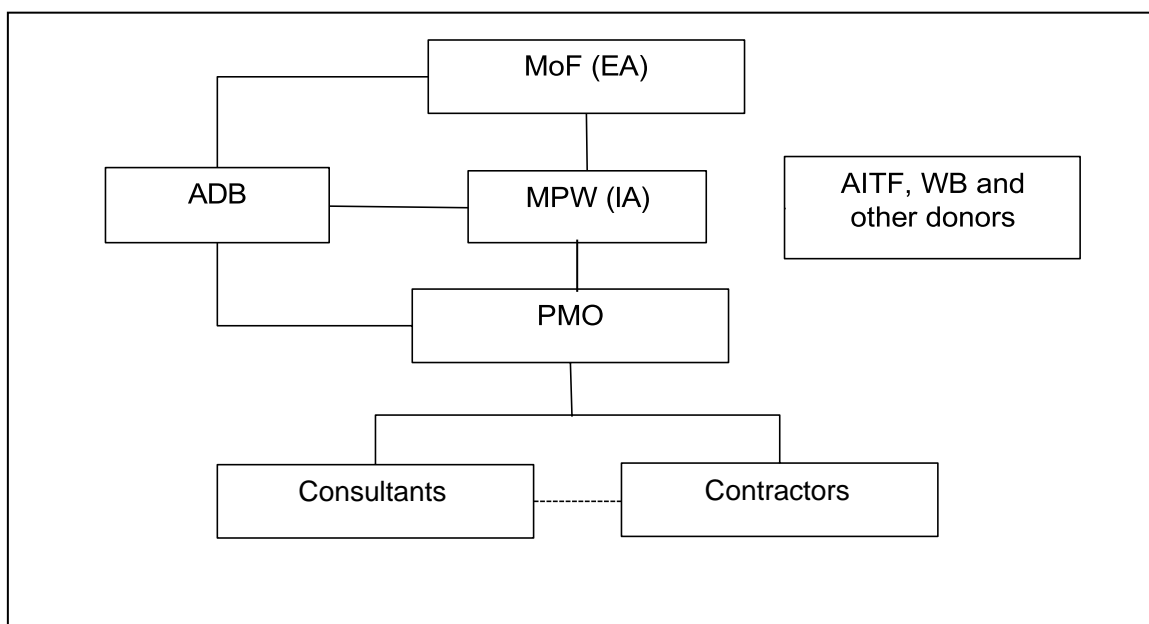 MoF (EA)
ADB
MPW (IA)
AITF, WB and
other donors
PMO
Consultants
Contractors